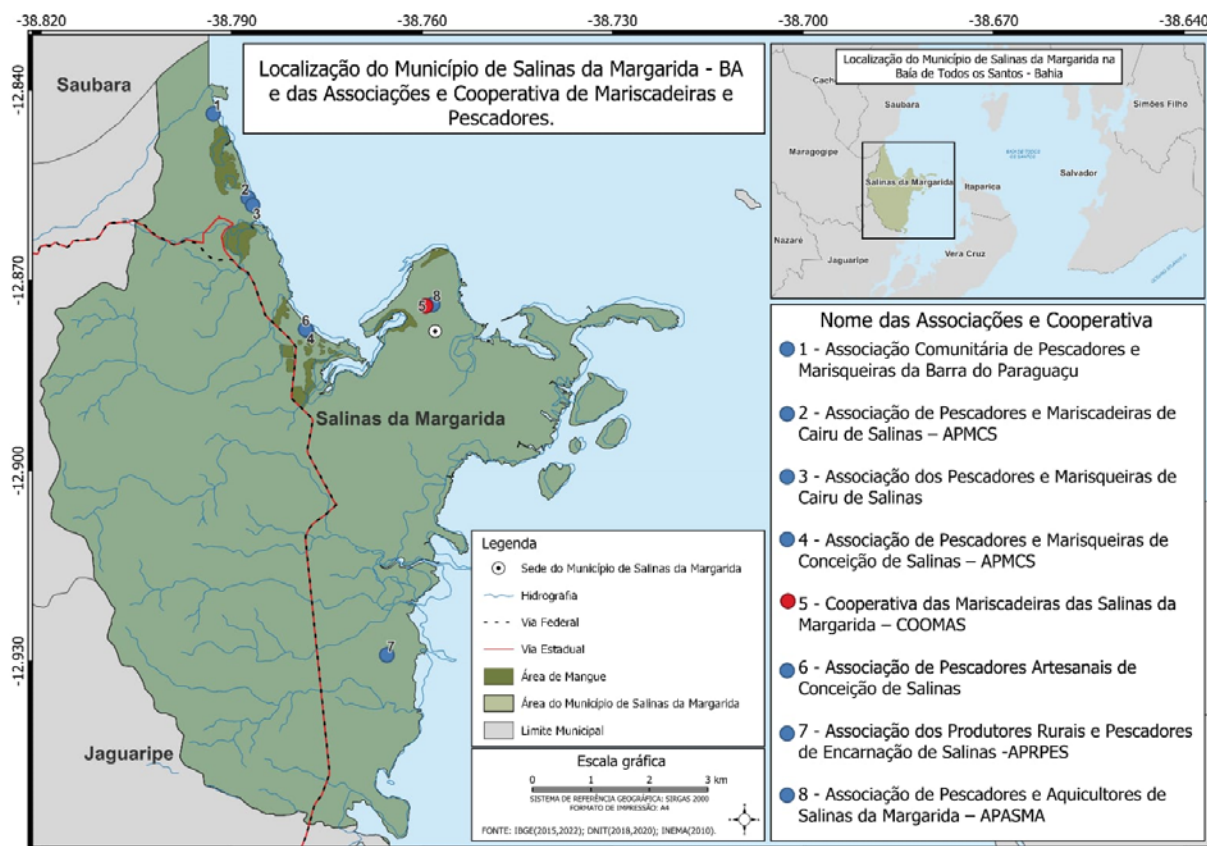 -38.820
-38.790
-38.760
-38.730
-38.700
-38.670
-38.640
-12.840
-12.870
-12.900
-12.930
Localização do Município de Salinas da Margarida - BA
e das Associações e Cooperativa de Mariscadeiras e
Pescadores.
Saubara
1
2
3
5
8
6
4
Salinas da Margarida
7
Jaguaripe
Localização do Município de Salinas da Margarida na
Baía de Todos os Santos - Bahia
Cach
Saubara
Simões Filho
Maragogipe
BAÍA DE TODOS
OS SANTOS
Salvador
Salinas da Margarida
Itaparica
Nazaré
Jaguaripe
Vera Cruz
OCEANO ATLÂNTICO
Legenda
Sede do Município de Salinas da Margarida
Hidrografia
Via Federal
Via Estadual
Área de Mangue
Área do Município de Salinas da Margarida
Limite Municipal
Escala gráfica
0 1 2 3 km
SISTEMA DE REFERÊNCIA GEOGRÁFICA: SIRGAS 2000
FORMATO DE IMPRESSÃO: A4
FONTE: IBGE(2015,2022); DNIT(2018,2020); INEMA(2010).
Nome das Associações e Cooperativa
1 - Associação Comunitária de Pescadores e
Marisqueiras da Barra do Paraguaçu
2 - Associação de Pescadores e Mariscadeiras de
Cairu de Salinas – APMCS
3 - Associação dos Pescadores e Marisqueiras de
Cairu de Salinas
4 - Associação de Pescadores e Marisqueiras de
Conceição de Salinas – APMCS
5 - Cooperativa das Mariscadeiras das Salinas da
Margarida – COOMAS
6 - Associação de Pescadores Artesanais de
Conceição de Salinas
7 - Associação dos Produtores Rurais e Pescadores
de Encarnação de Salinas -APRPES
8 - Associação de Pescadores e Aquicultores de
Salinas da Margarida – APASMA